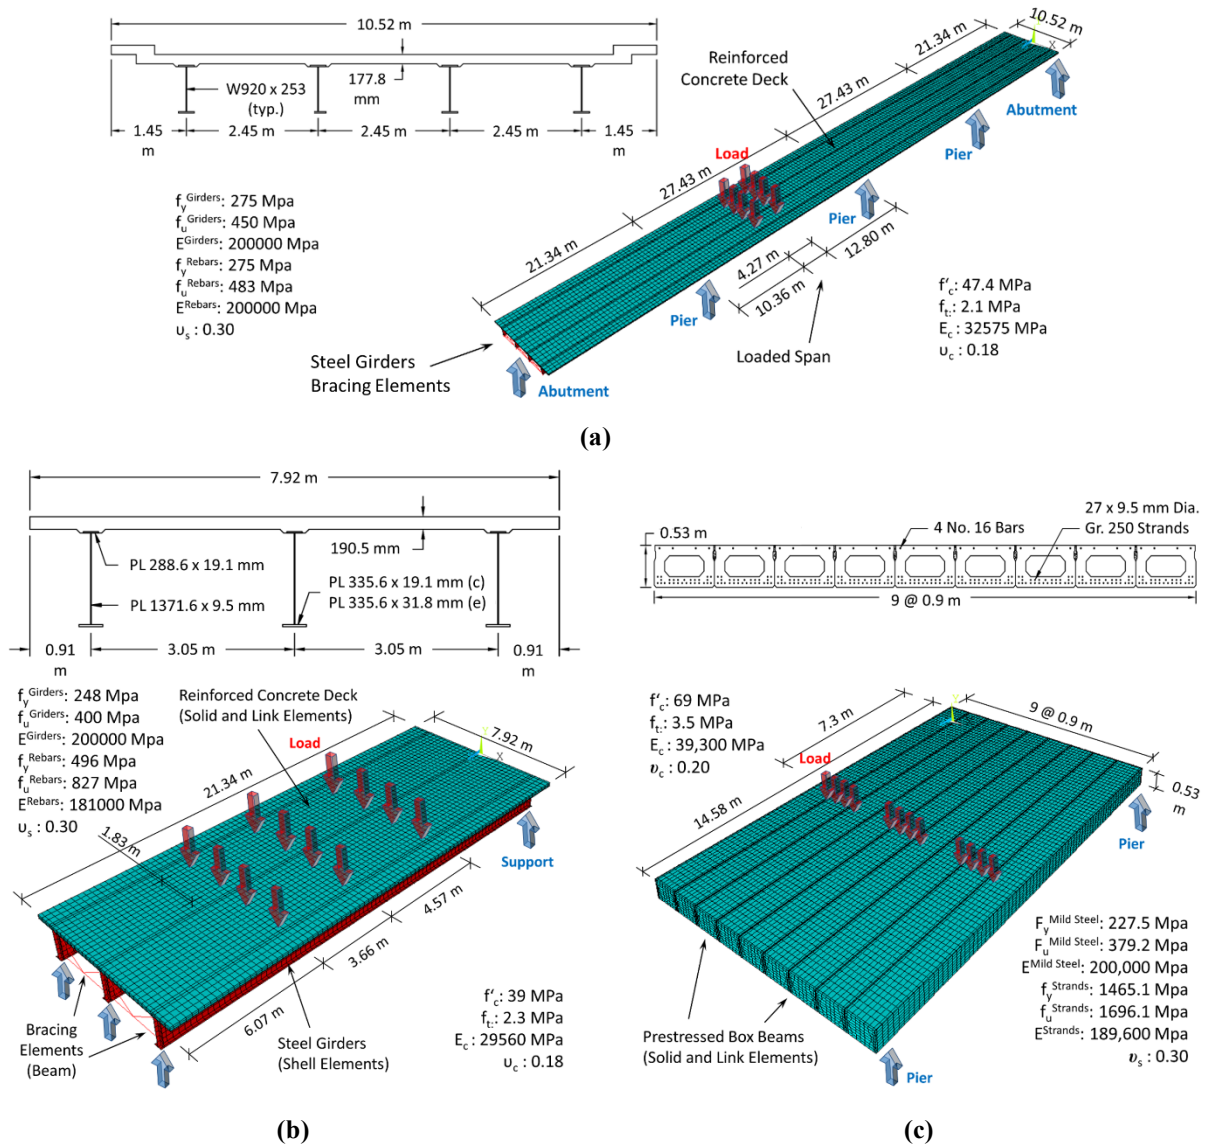 10.52 m
W920 x 253
(typ.)
177.8
mm
1.45
m
2.45 m
2.45 m
2.45 m
1.45
m
f_y^Girders: 275 Mpa
f_u^Griders: 450 Mpa
E^Girders: 200000 Mpa
f_y^Rebars: 275 Mpa
f_u^Rebars: 483 Mpa
E^Rebars: 200000 Mpa
υ_s : 0.30
10.52 m
Y
X
21.34 m
Reinforced
Concrete Deck
27.43 m
Abutment
Load
Pier
27.43 m
Pier
21.34 m
12.80 m
4.27 m
10.36 m
Pier
Loaded Span
f'_c: 47.4 MPa
f_t: 2.1 MPa
E_c: 32575 MPa
υ_c : 0.18
Steel Girders
Bracing Elements
Abutment
(a)
7.92 m
190.5 mm
PL 288.6 x 19.1 mm
PL 1371.6 x 9.5 mm
PL 335.6 x 19.1 mm (c)
PL 335.6 x 31.8 mm (e)
0.91
m
3.05 m
3.05 m
0.91
m
f_y^Girders: 248 Mpa
f_u^Griders: 400 Mpa
E^Girders: 200000 Mpa
f_y^Rebars: 496 Mpa
f_u^Rebars: 827 Mpa
E^Rebars: 181000 Mpa
υ_s : 0.30
Reinforced Concrete Deck
(Solid and Link Elements)
Load
7.92 m
Y
X
21.34 m
1.83 m
Support
4.57 m
3.66 m
6.07 m
Bracing
Elements
(Beam)
Steel Girders
(Shell Elements)
f'_c: 39 MPa
f_t: 2.3 MPa
E_c: 29560 MPa
υ_c : 0.18
(b)
27 x 9.5 mm Dia.
Gr. 250 Strands
4 No. 16 Bars
0.53 m
9 @ 0.9 m
f'_c: 69 MPa
f_t: 3.5 MPa
E_c: 39,300 MPa
υ_c : 0.20
7.3 m
Y
X
9 @ 0.9 m
Load
0.53
m
14.58 m
Pier
Prestressed Box Beams
(Solid and Link Elements)
Pier
F_y^Mild Steel: 227.5 Mpa
F_u^Mild Steel: 379.2 Mpa
E^Mild Steel: 200,000 Mpa
f_y^Strands: 1465.1 Mpa
f_u^Strands: 1696.1 Mpa
E^Strands: 189,600 Mpa
υ_s : 0.30
(c)